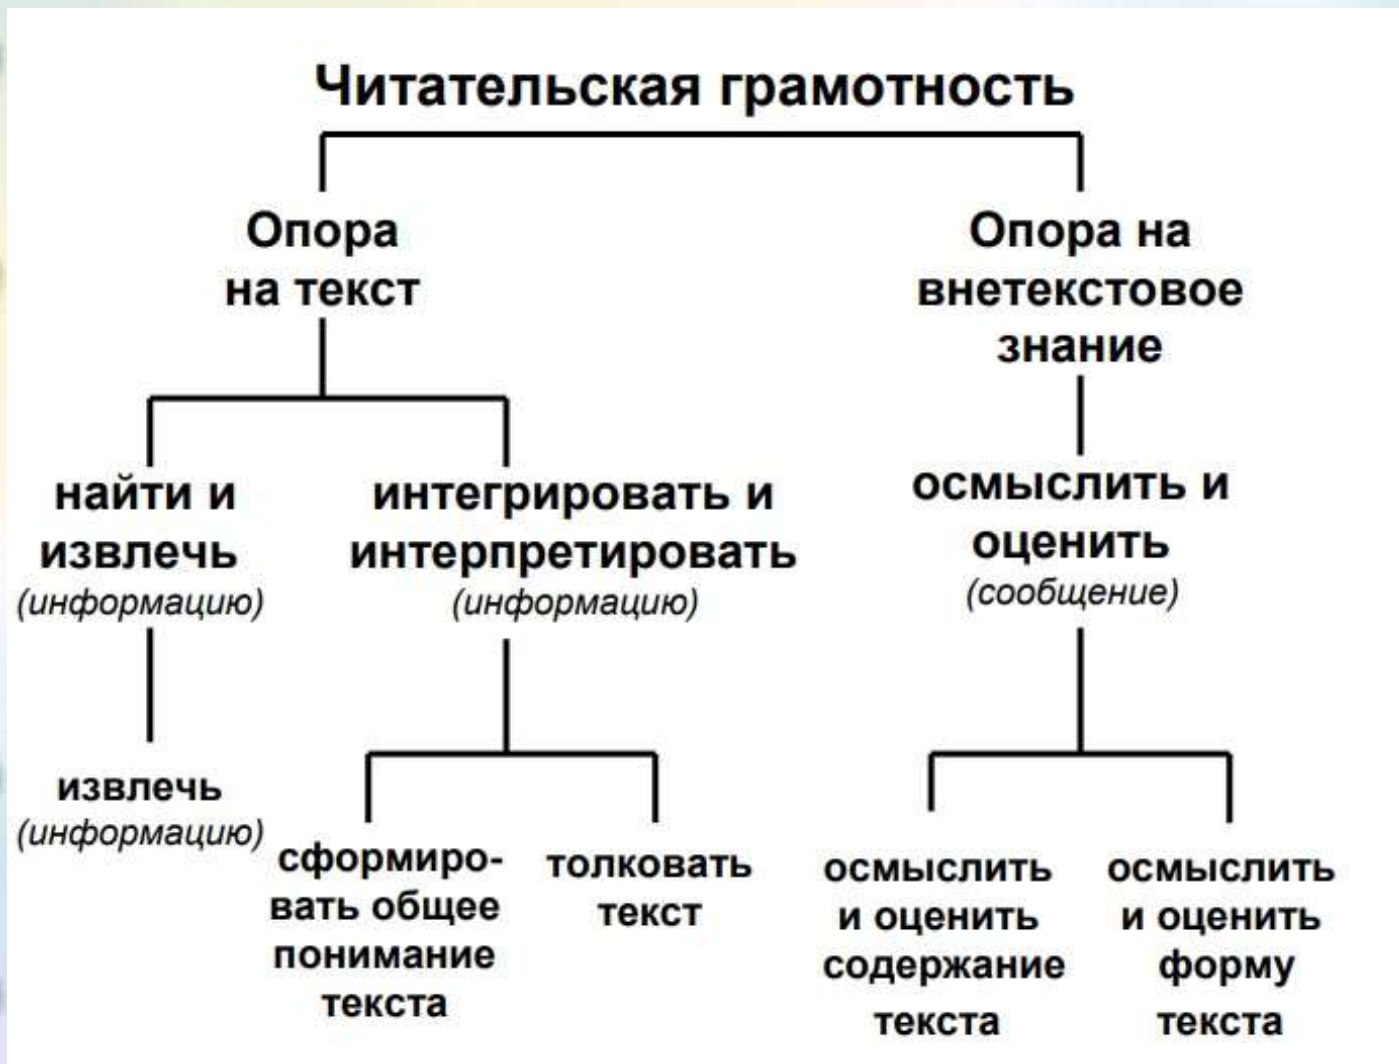 Читательская грамотность
Опора
на текст
Опора на
внетекстовое
знание
найти и
извлечь
(информацию)
интегрировать и
интерпретировать
(информацию)
осмыслить и
оценить
(сообщение)
извлечь
(информацию)
сформиро-
вать общее
понимание
текста
толковать
текст
осмыслить
и оценить
содержание
текста
осмыслить
и оценить
форму
текста